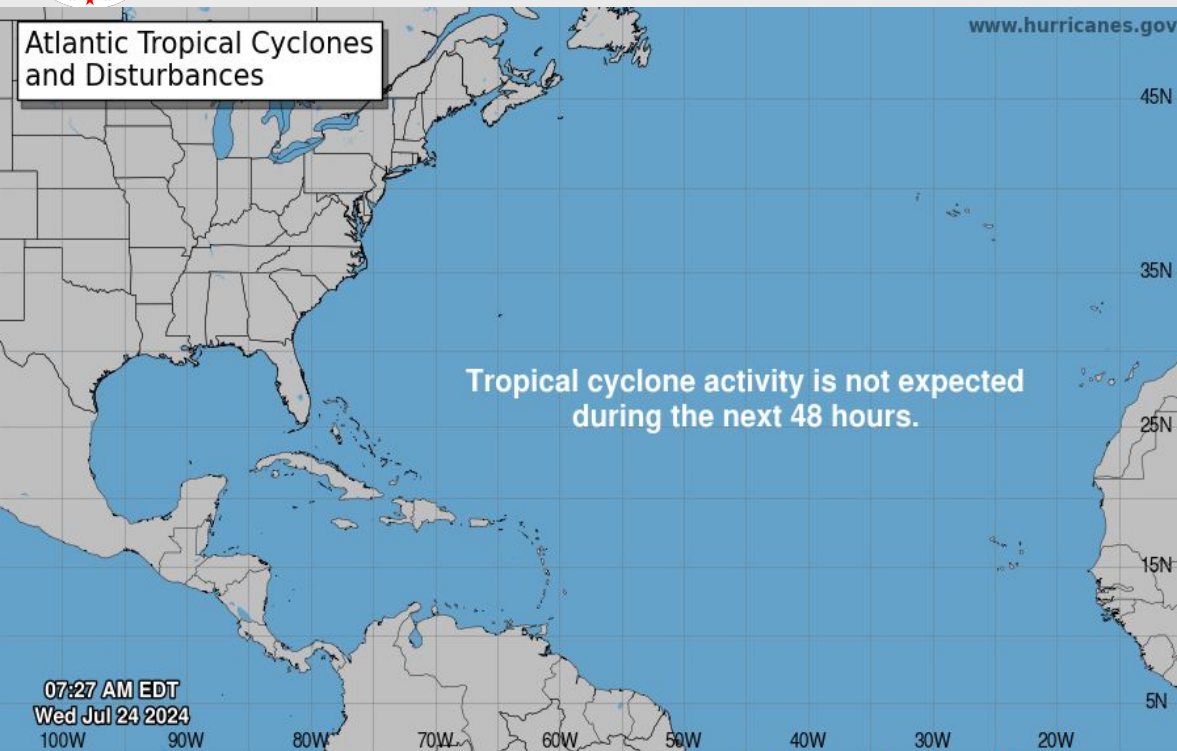 www.hurricanes.gov
Atlantic Tropical Cyclones
and Disturbances
45N
35N
Tropical cyclone activity is not expected
during the next 48 hours.
25N
15N
07:27 AM EDT
Wed Jul 24 2024
5N
100W 90W 80W 70W 60W 50W 40W 30W 20W